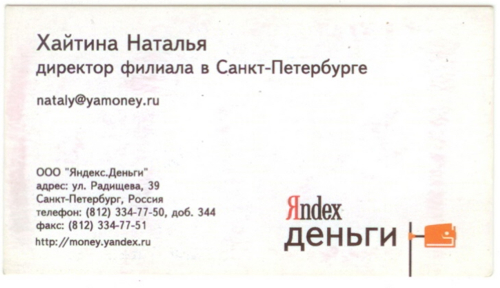 Хайтина Наталья
директор филиала в Санкт-Петербурге
nataly@yamoney.ru
ООО "Яндекс.Деньги"
адрес: ул. Радищева, 39
Санкт-Петербург, Россия
телефон: (812) 334-77-50, доб. 344
факс: (812) 334-77-51
http://money.yandex.ru
Яndex
деньги